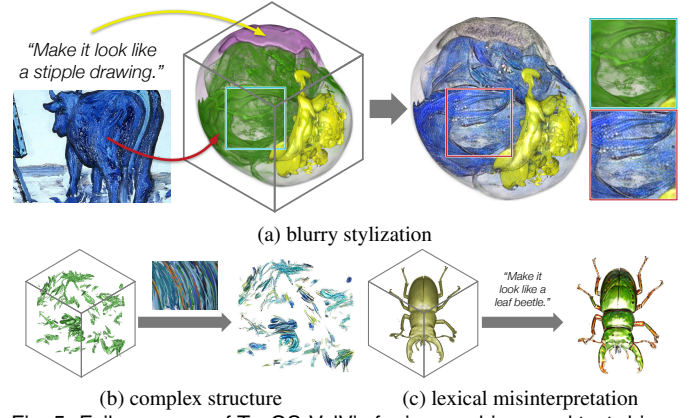 “Make it look like
a stipple drawing.”
(a) blurry stylization
“Make it
look like a
leaf beetle.”
(b) complex structure
(c) lexical misinterpretation